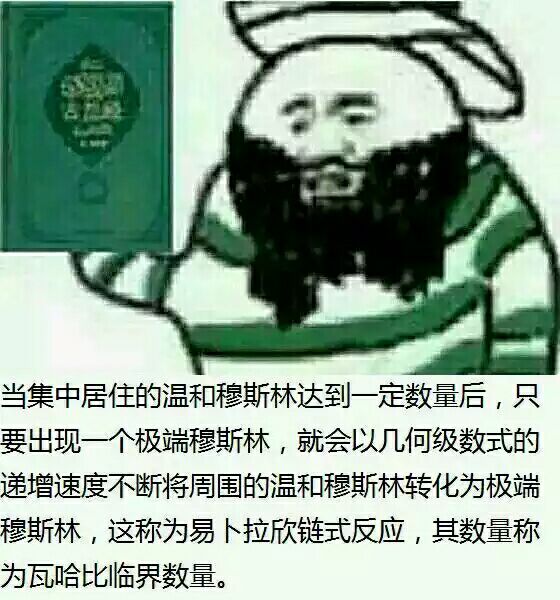 当集中居住的温和穆斯林达到一定数量后，只
要出现一个极端穆斯林，就会以几何级数式的
递增速度不断将周围的温和穆斯林转化为极端
穆斯林，这称为易卜拉欣链式反应，其数量称
为瓦哈比临界数量。